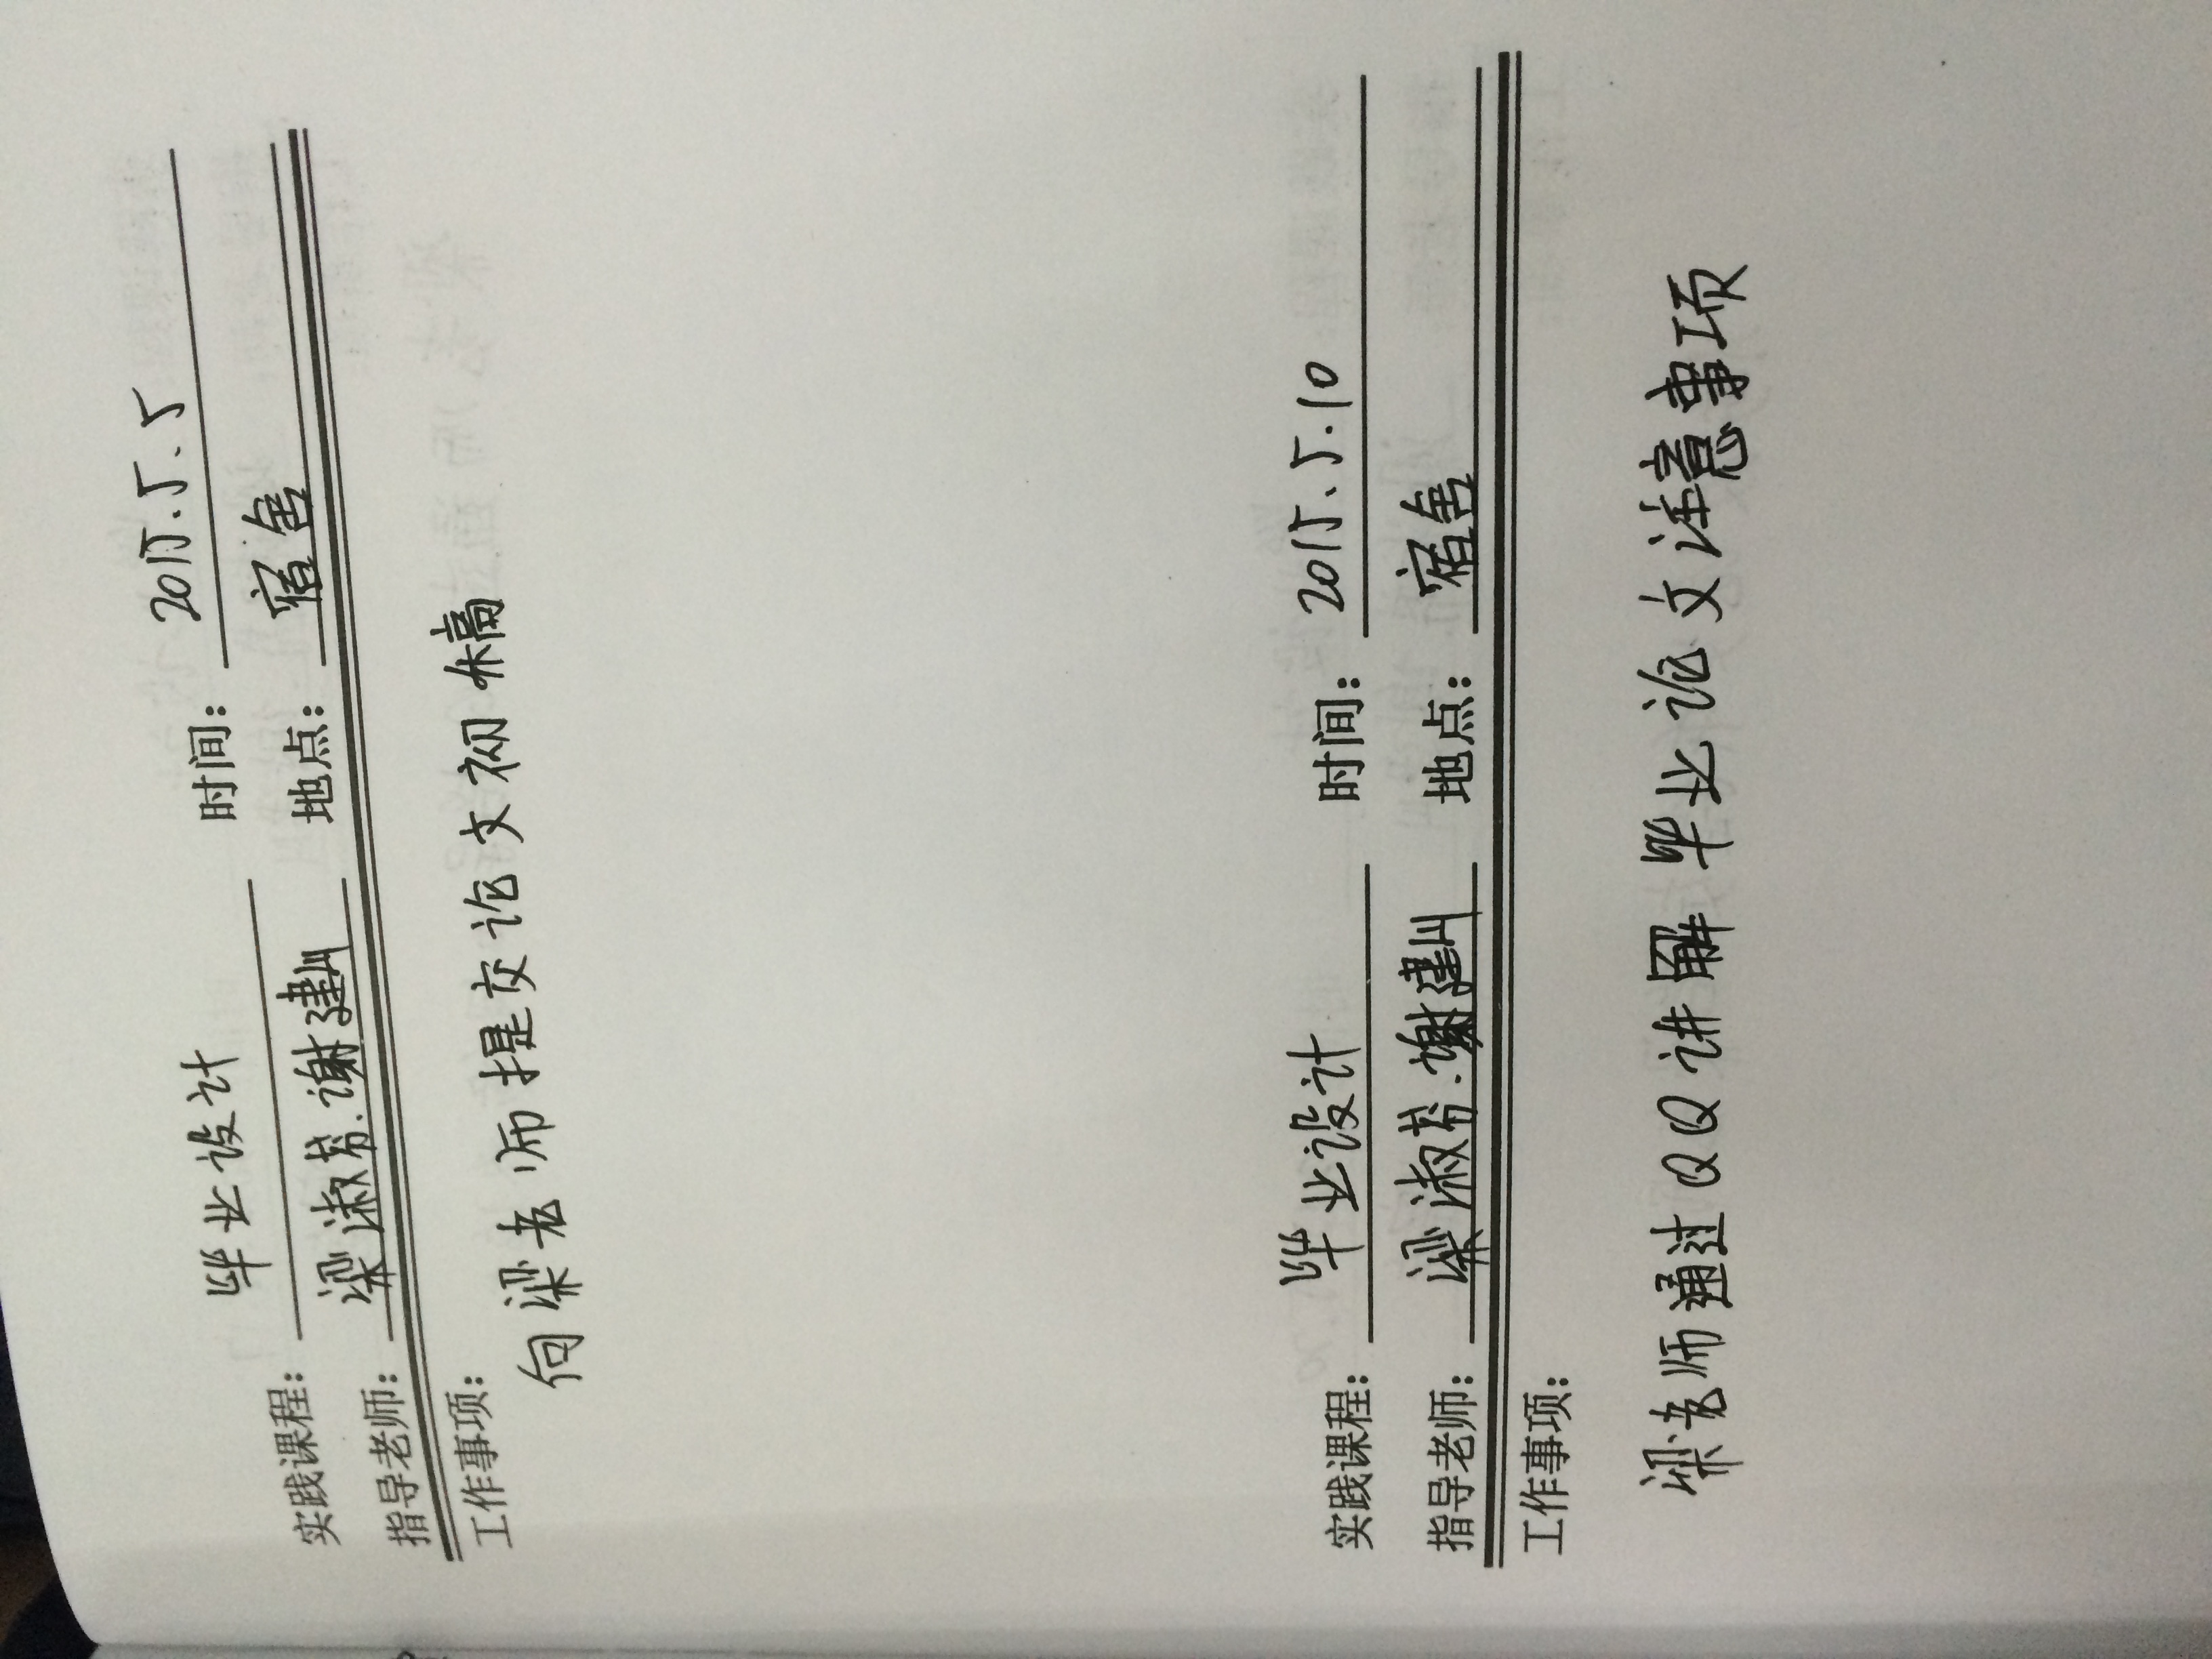 实践课程: 毕业设计 时间: 2015.5.5
指导老师: 梁淑芬.谢建川 地点: 宿舍
工作事项:
向梁老师提交论文初稿
实践课程: 毕业设计 时间: 2015.5.10
指导老师: 梁淑芬.谢建川 地点: 宿舍
工作事项:
梁老师通过QQ讲解毕业论文注意事项